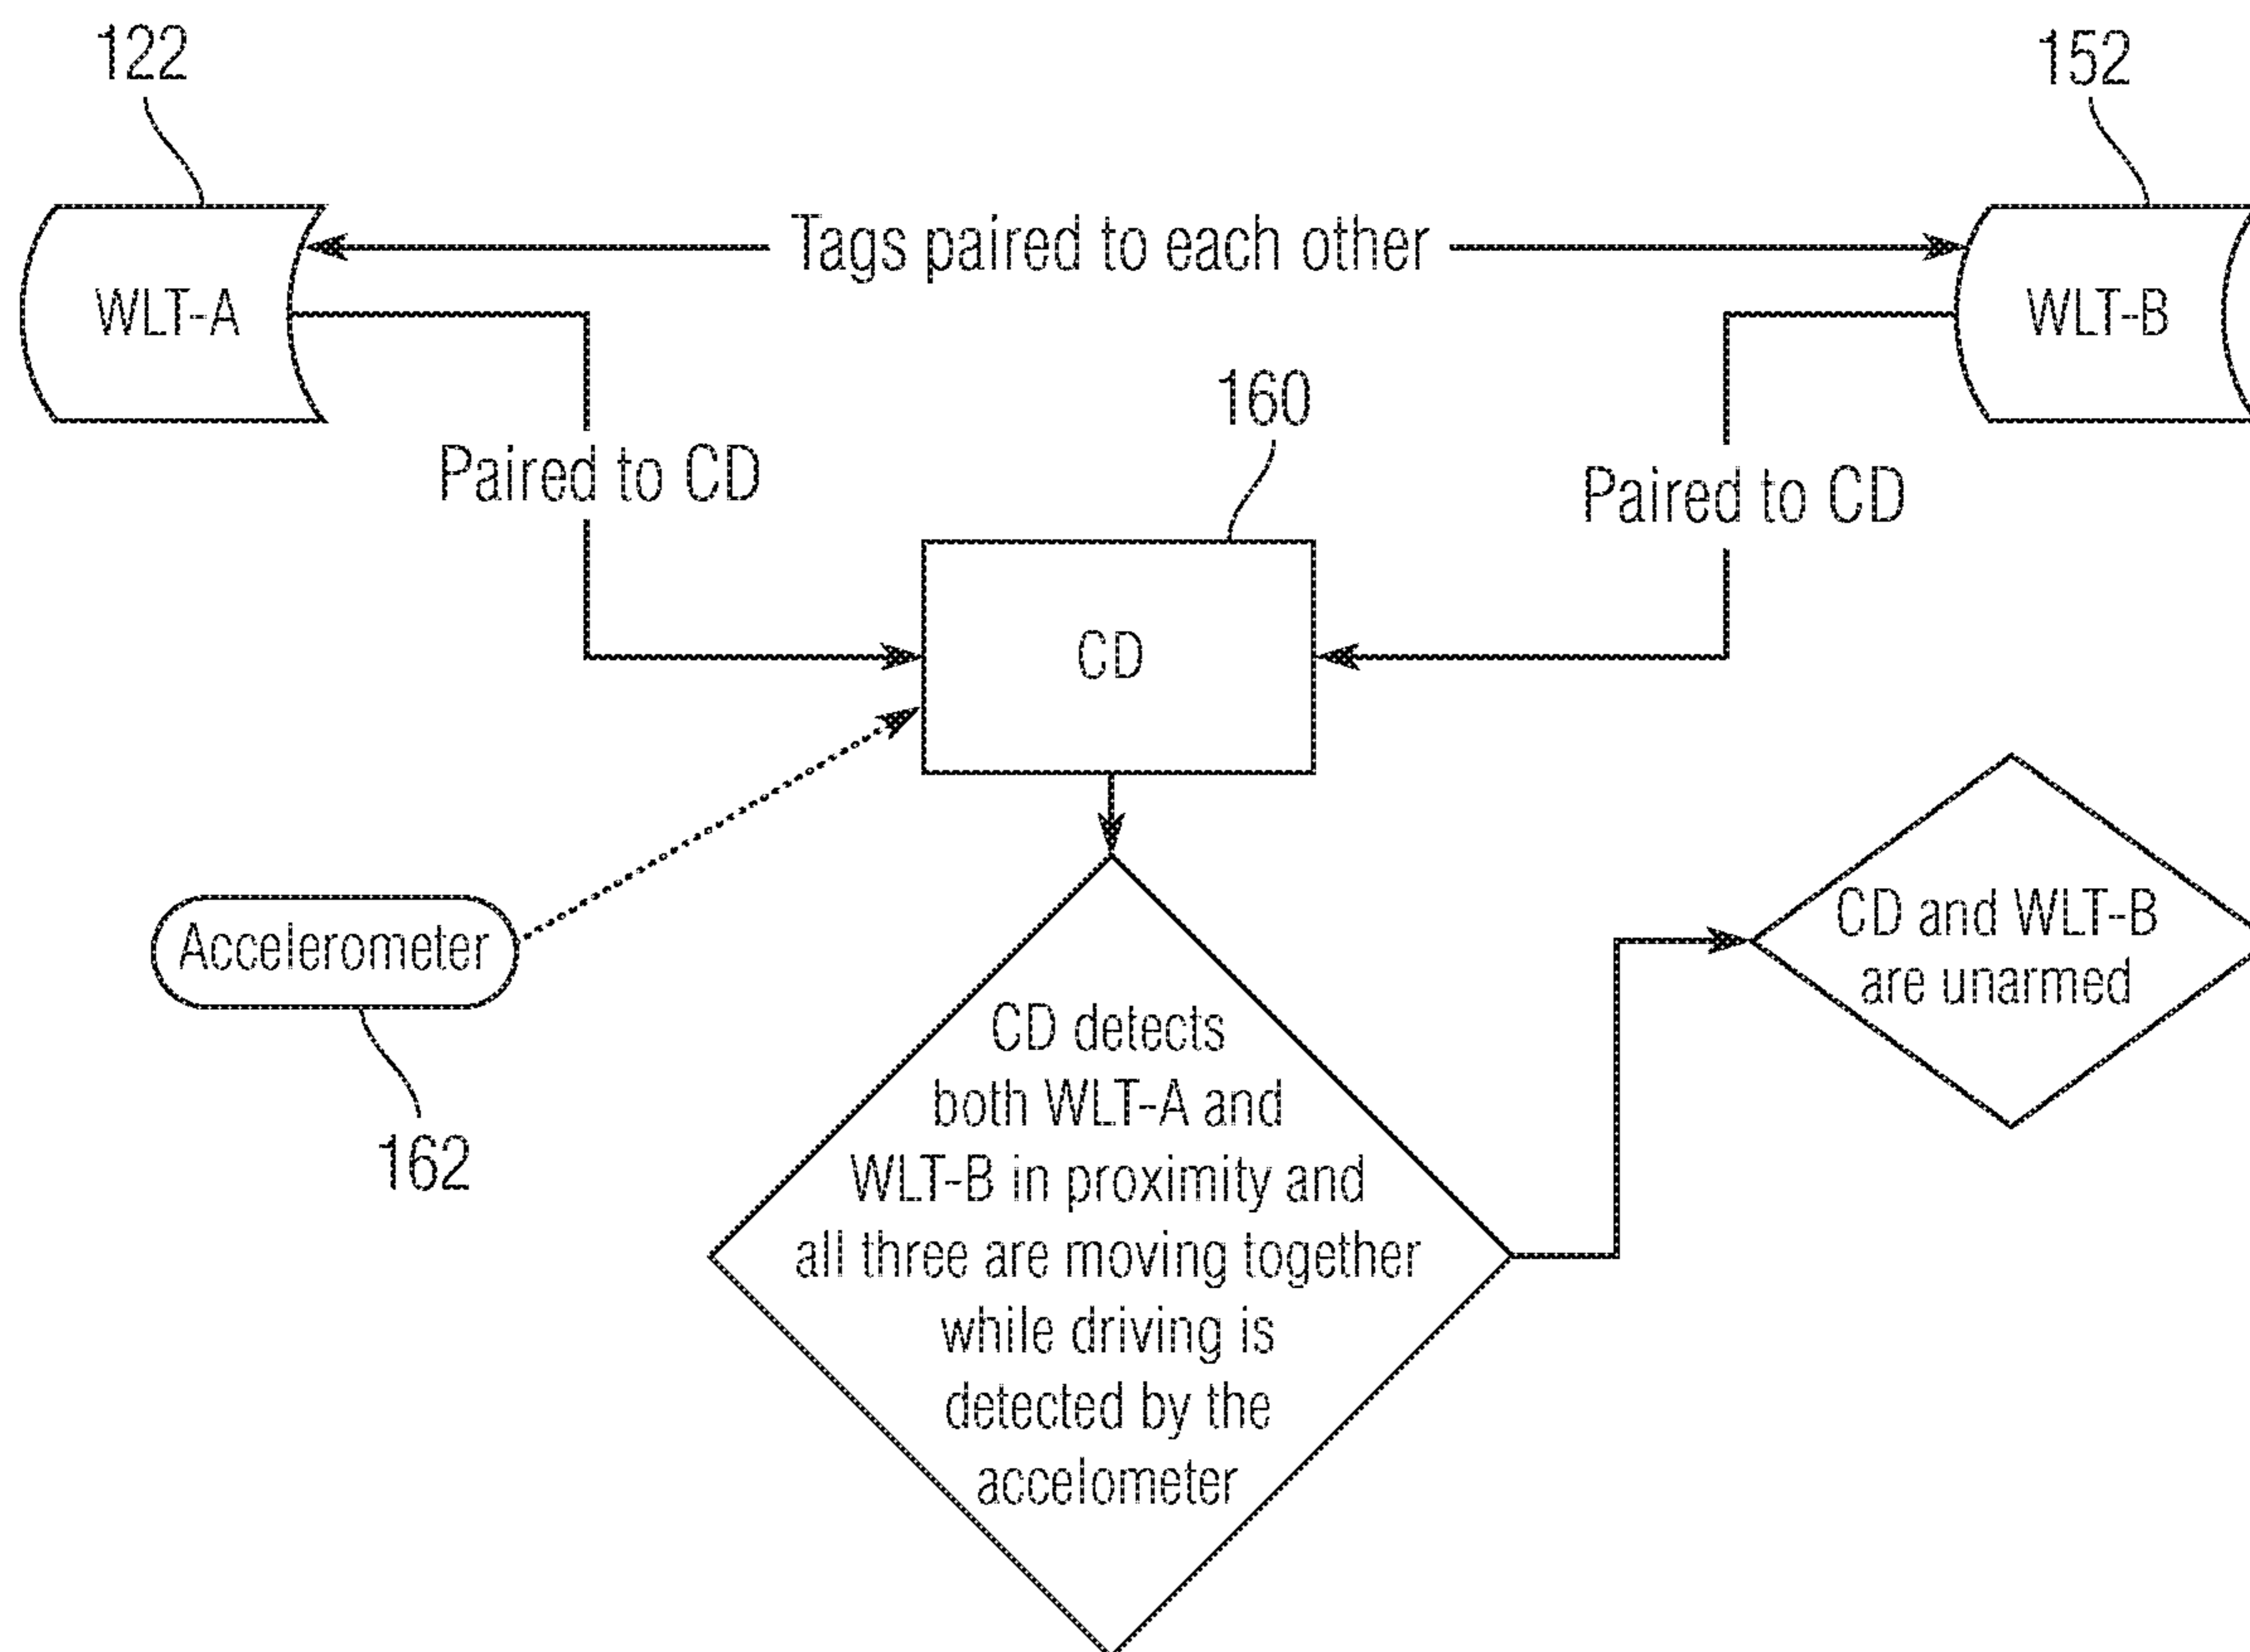 122
152
Tags paired to each other
WLT-A
WLT-B
160
Paired to CD
Paired to CD
CD
Accelerometer
162
CD and WLT-B
are unarmed
CD detects
both WLT-A and
WLT-B in proximity and
all three are moving together
while driving is
detected by the
accelometer